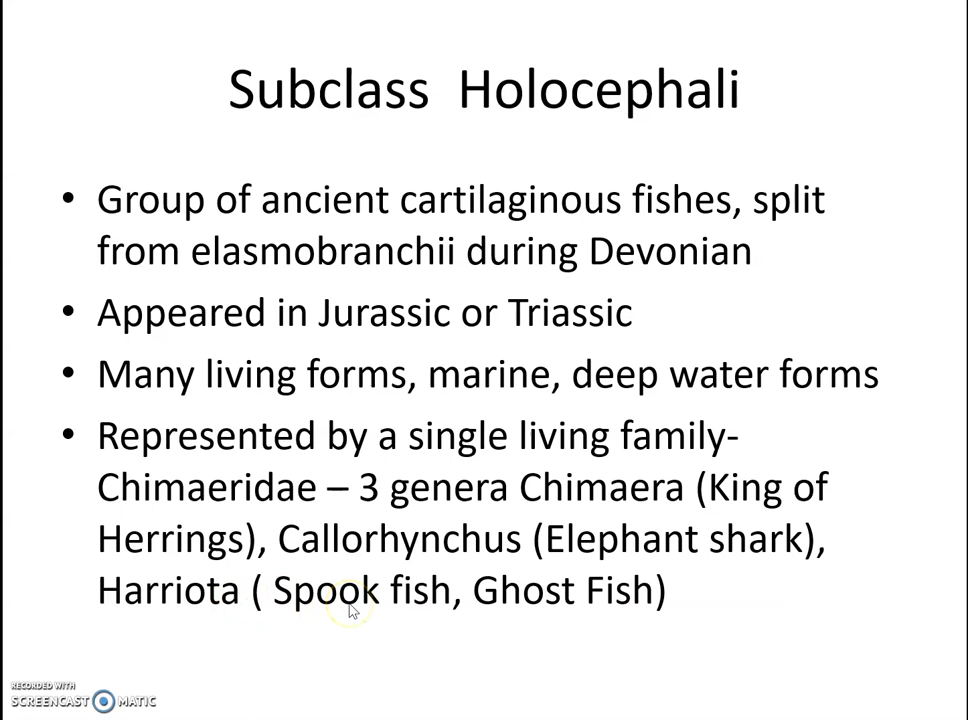 Subclass Holocephali
• Group of ancient cartilaginous fishes, split
from elasmobranchii during Devonian
• Appeared in Jurassic or Triassic
• Many living forms, marine, deep water forms
• Represented by a single living family-
Chimaeridae – 3 genera Chimaera (King of
Herrings), Callorhynchus (Elephant shark),
Harriota ( Spook fish, Ghost Fish)
RECORDED WITH
SCREENCAST MATIC